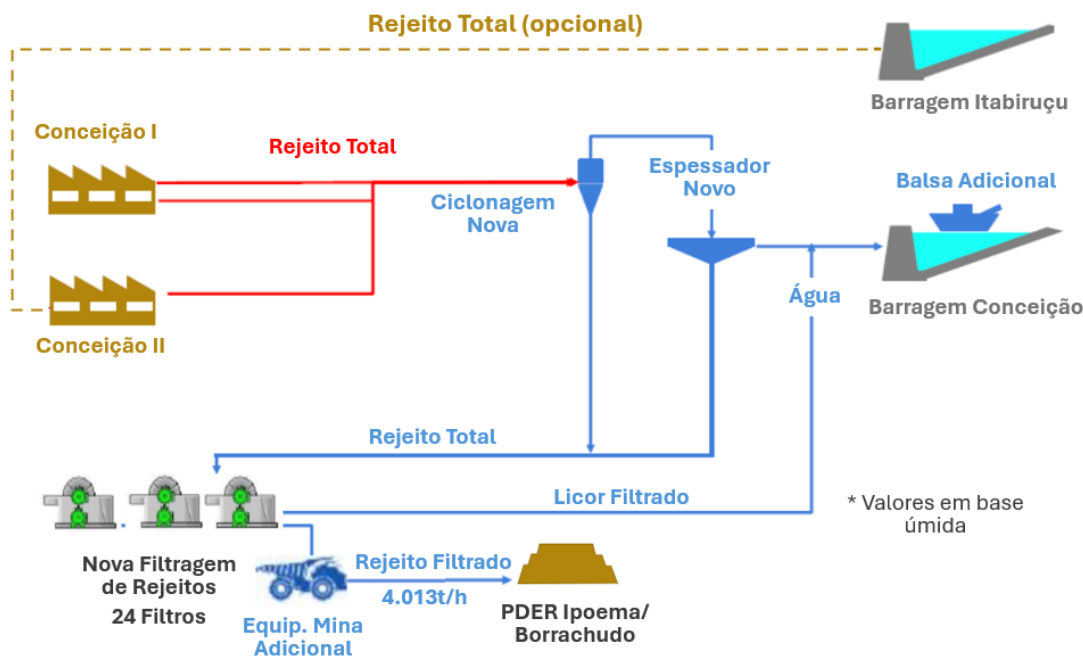 Rejeito Total (opcional)
Barragem Itabiruçu
Conceição I
Rejeito Total
Ciclonagem
Nova
Espessador
Novo
Balsa Adicional
Água
Barragem Conceição
Conceição II
Rejeito Total
Licor Filtrado
* Valores em base
úmida
Nova Filtragem
de Rejeitos
24 Filtros
Rejeito Filtrado
4.013t/h
Equip. Mina
Adicional
PDER Ipoema/
Borrachudo